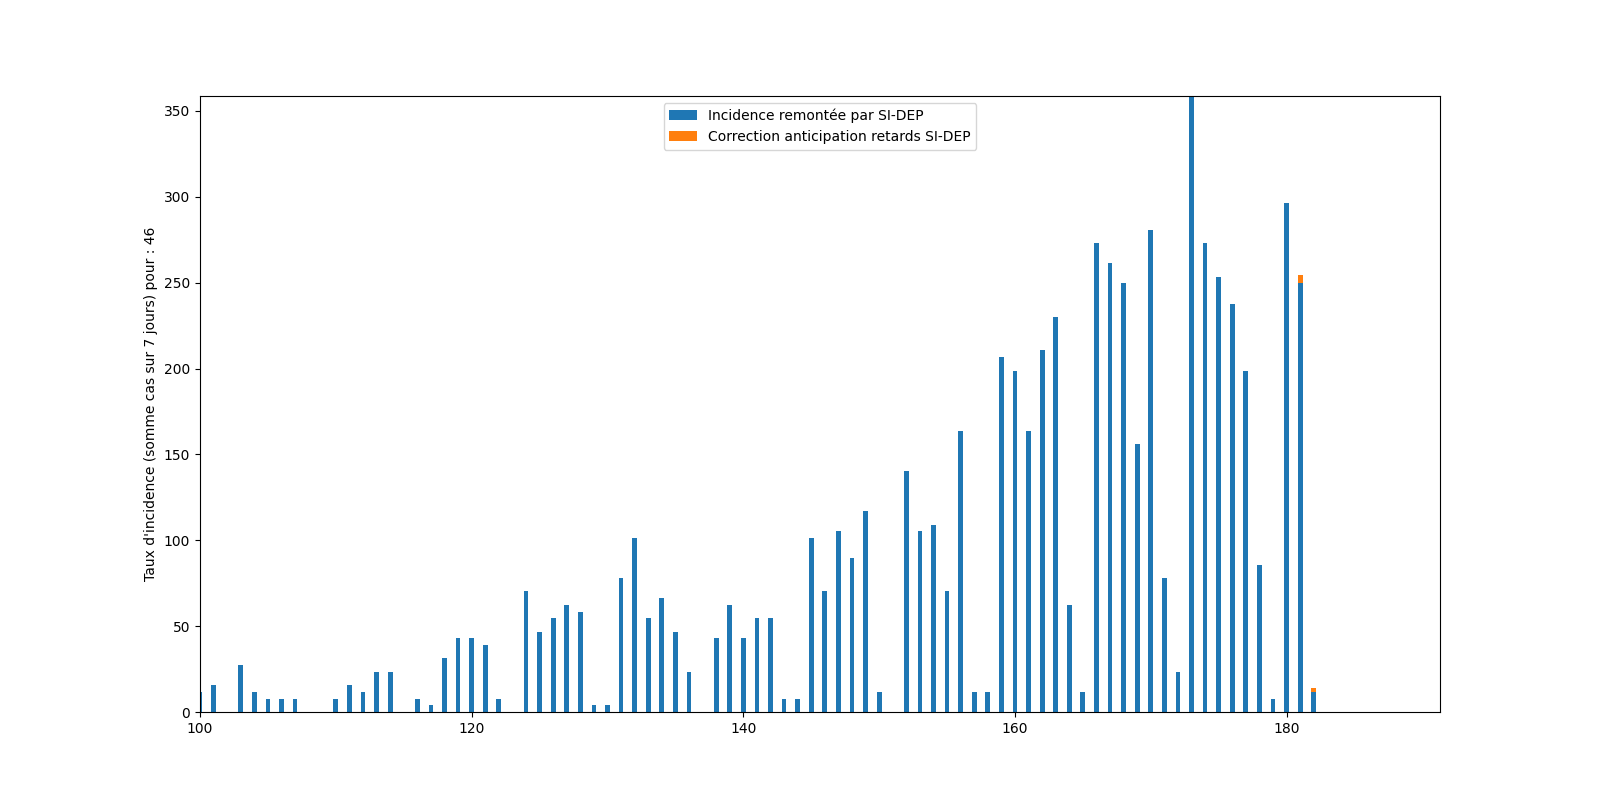 Incidence remontée par SI-DEP
Correction anticipation retards SI-DEP
Taux d'incidence (somme cas sur 7 jours) pour : 46
350
300
250
200
150
100
50
0
100 120 140 160 180